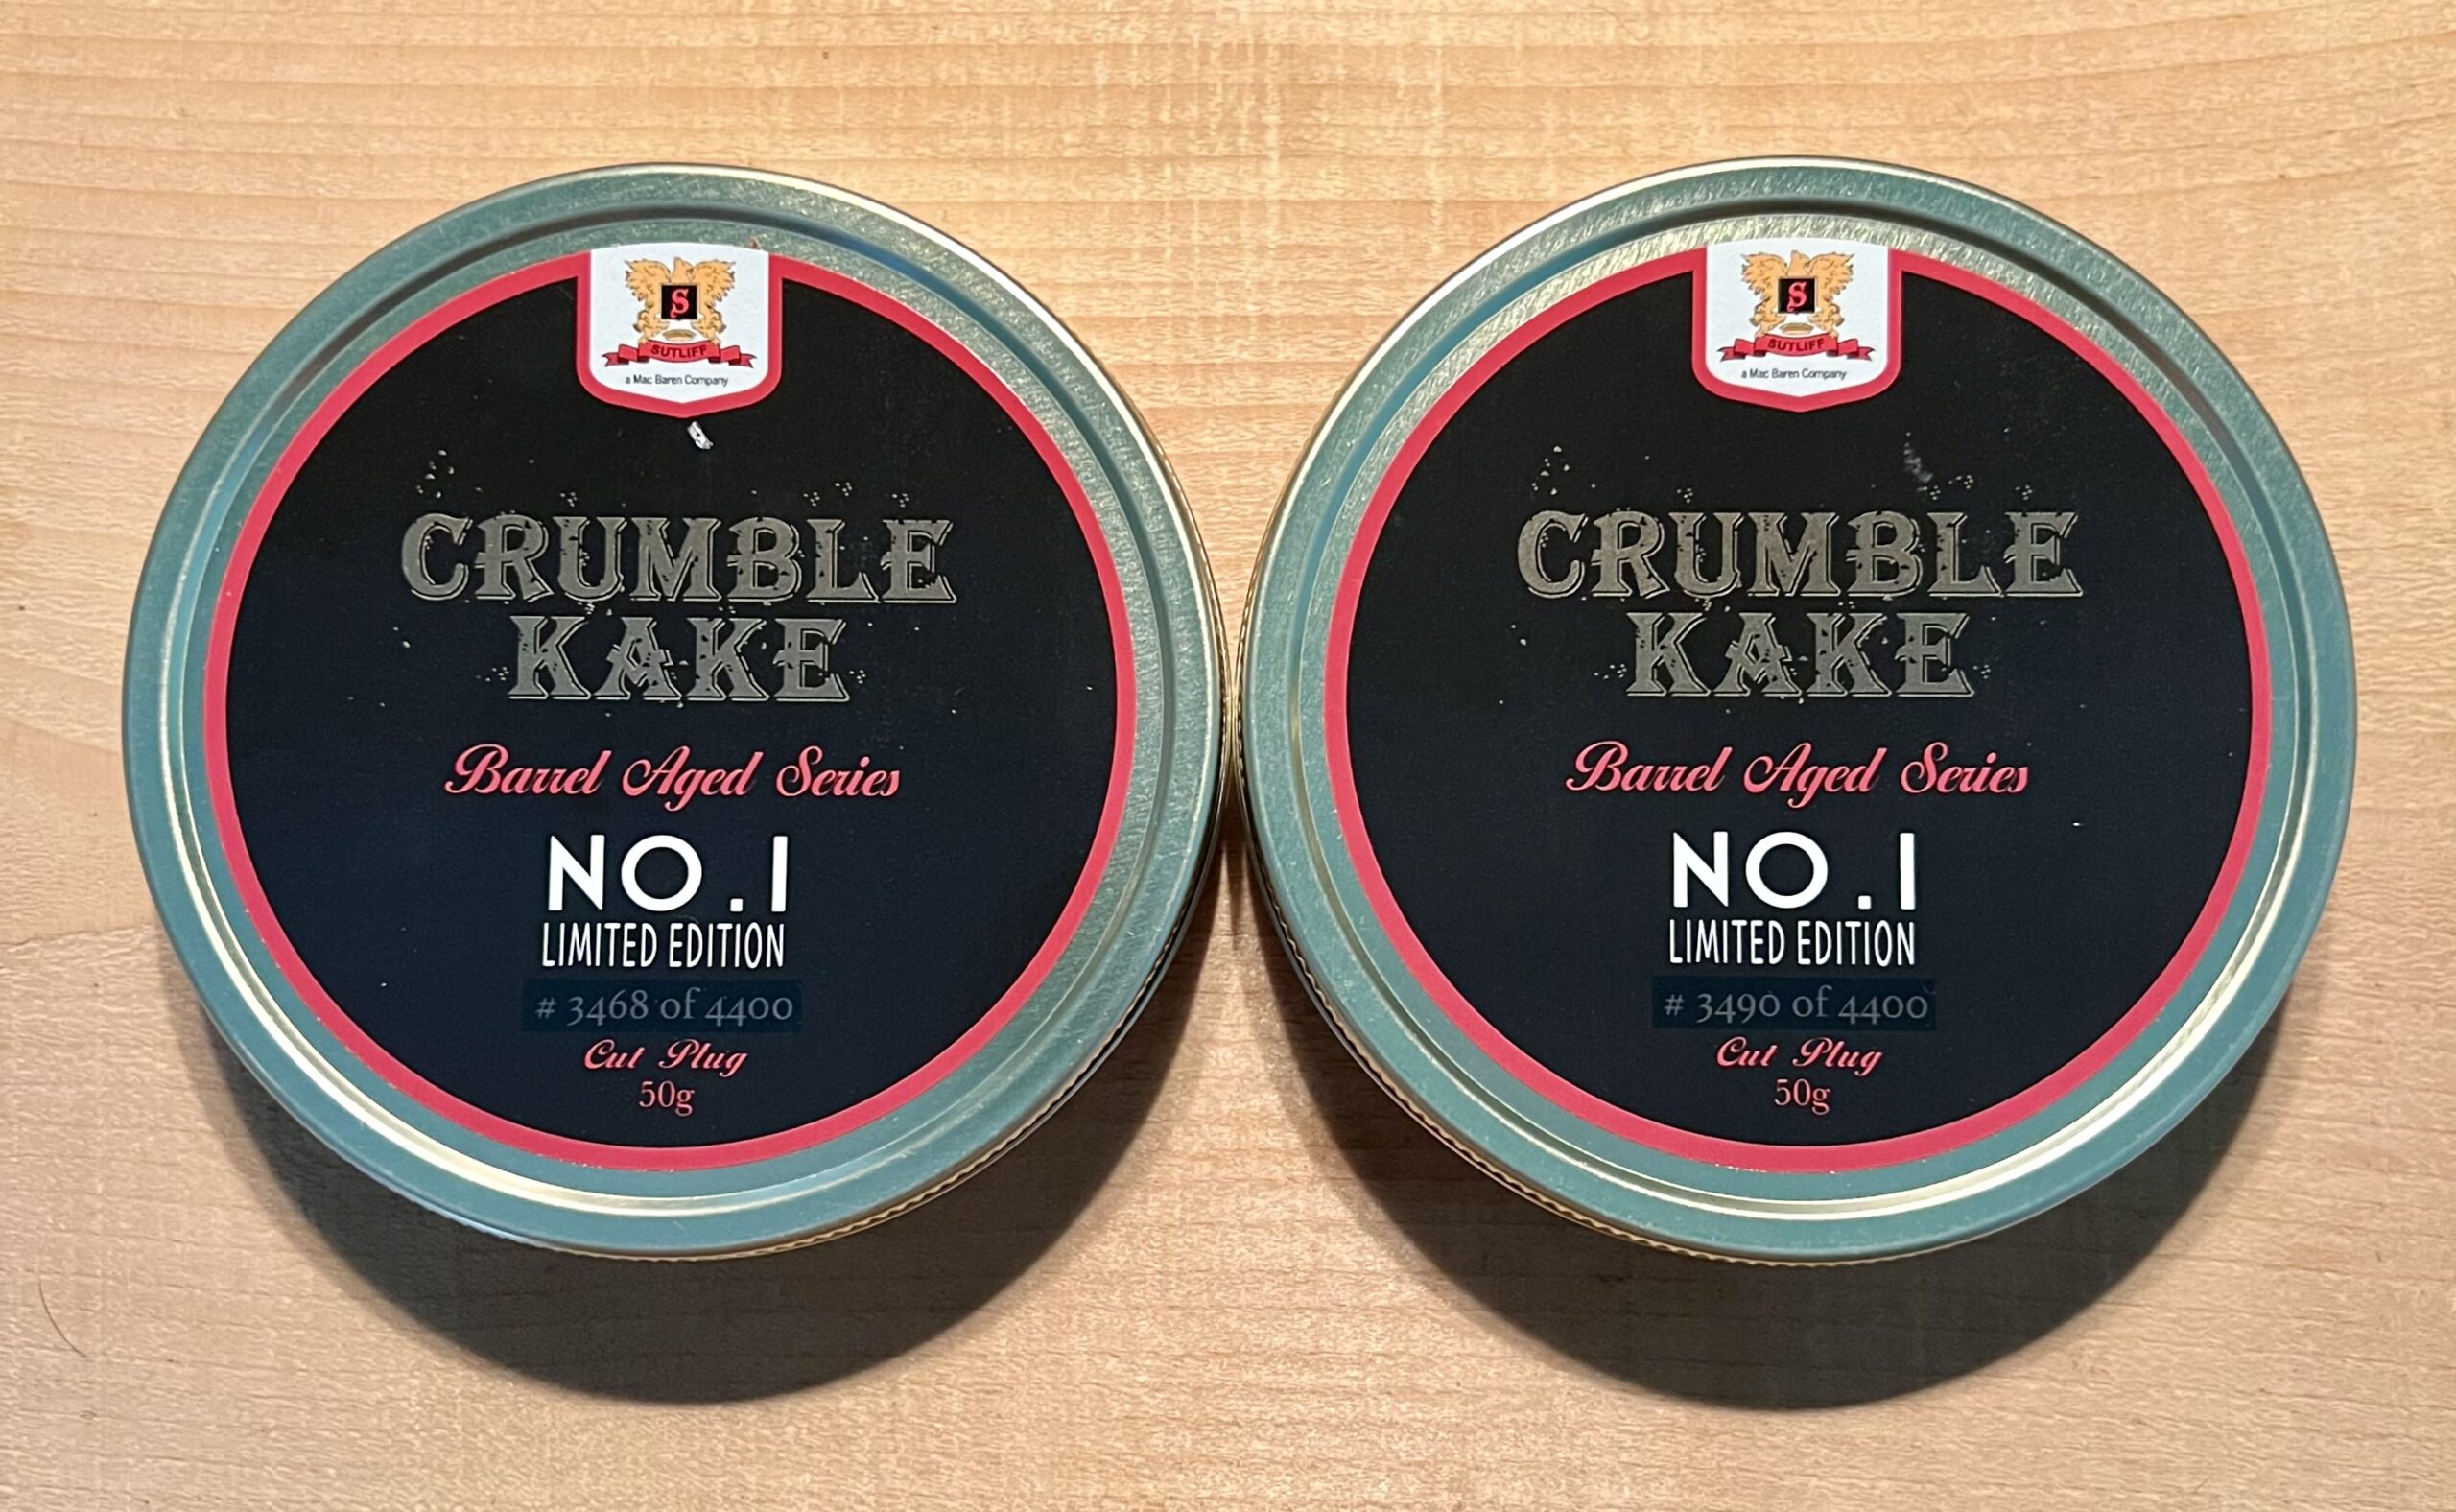 S
SUTLIFF
a Mac Baren Company
CRUMBLE
KAKE
Barrel Aged Series
NO.1
LIMITED EDITION
# 3468 of 4400
Cut Plug
50g
S
SUTLIFF
a Mac Baren Company
CRUMBLE
KAKE
Barrel Aged Series
NO.1
LIMITED EDITION
# 3490 of 4400
Cut Plug
50g